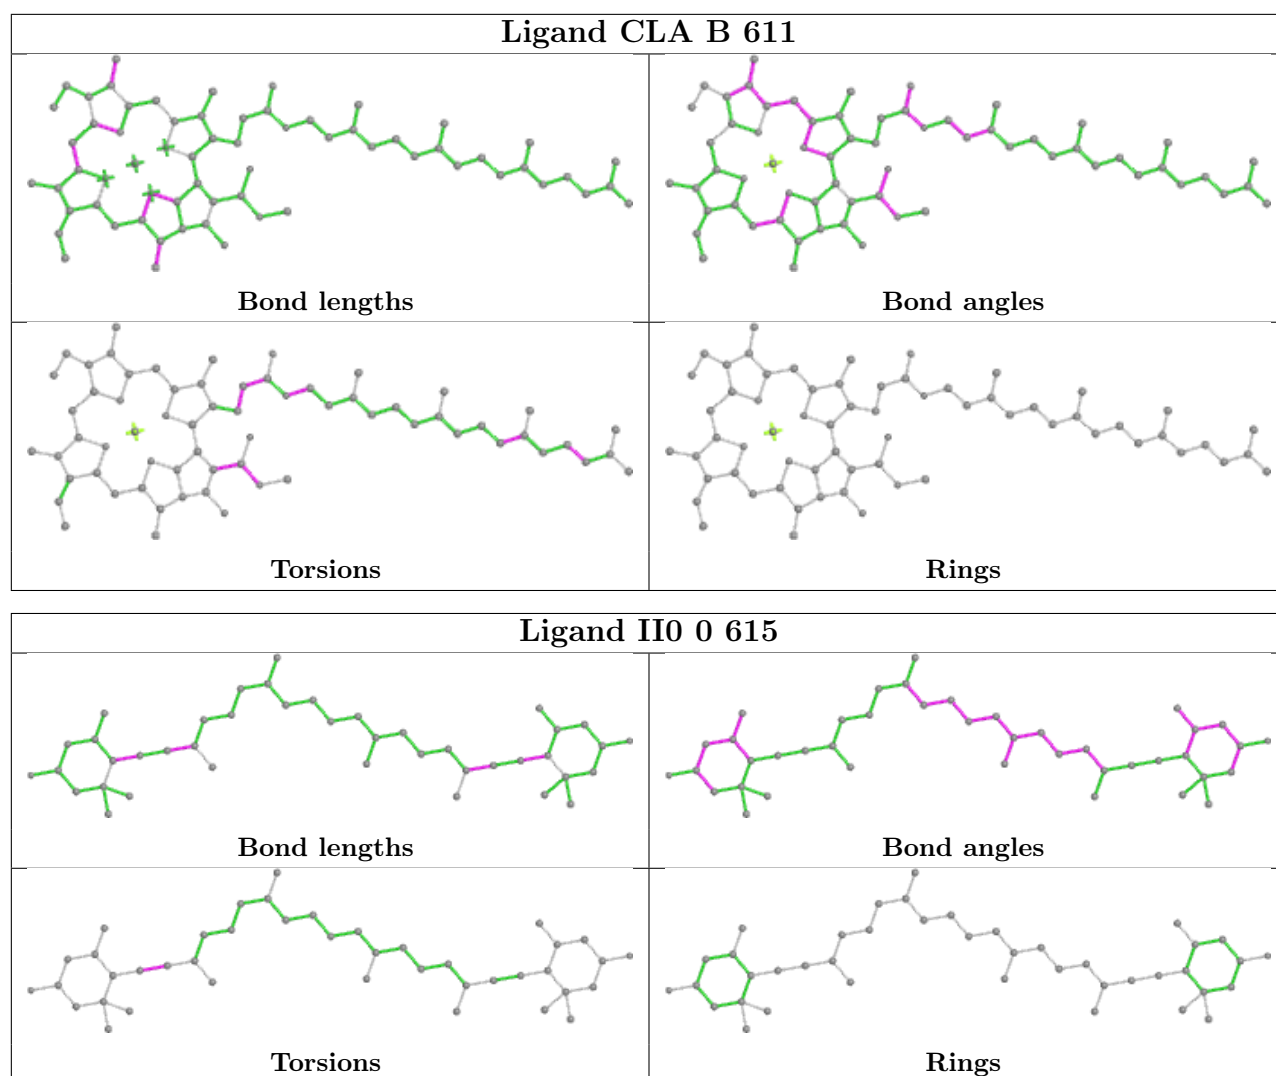 Ligand CLA B 611
Bond lengths
Bond angles
Torsions
Rings
Ligand II0 0 615
Bond lengths
Bond angles
Torsions
Rings